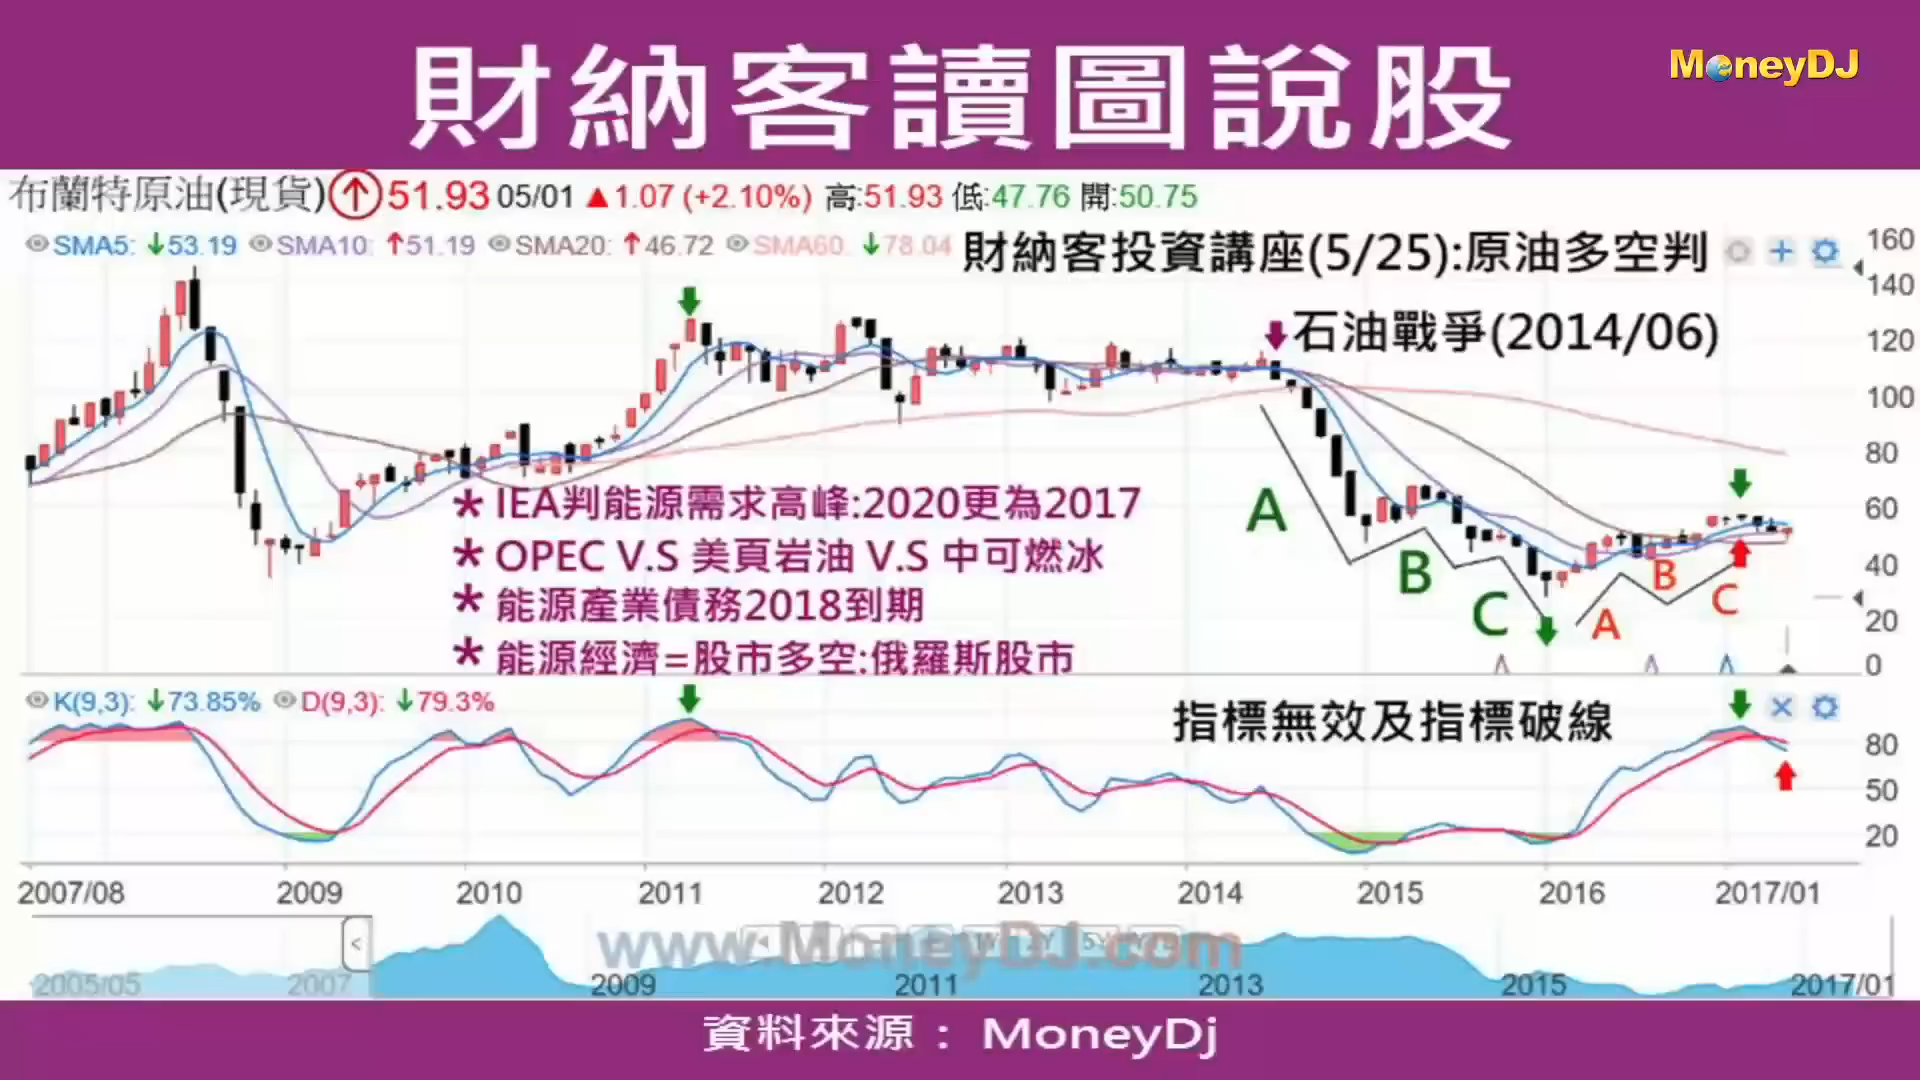 財納客讀圖說股
MoneyDJ
布蘭特原油(現貨) 51.93 05/01 ▲1.07 (+2.10%) 高:51.93 低:47.76 開:50.75
SMA5: 53.19 SMA10: 51.19 SMA20: 46.72 SMA60: 78.04
財納客投資講座(5/25):原油多空判
石油戰爭(2014/06)
160
140
120
100
80
60
40
20
0
A
B
C
A
B
C
* IEA判能源需求高峰:2020更為2017
* OPEC V.S 美頁岩油 V.S 中可燃冰
* 能源產業債務2018到期
* 能源經濟=股市多空:俄羅斯股市
K(9,3): 73.85% D(9,3): 79.3%
指標無效及指標破線
80
50
20
2007/08 2009 2010 2011 2012 2013 2014 2015 2016 2017/01
www.MoneyDJ.com
2005/05 2007 2009 2011 2013 2015 2017/01
資料來源： MoneyDj